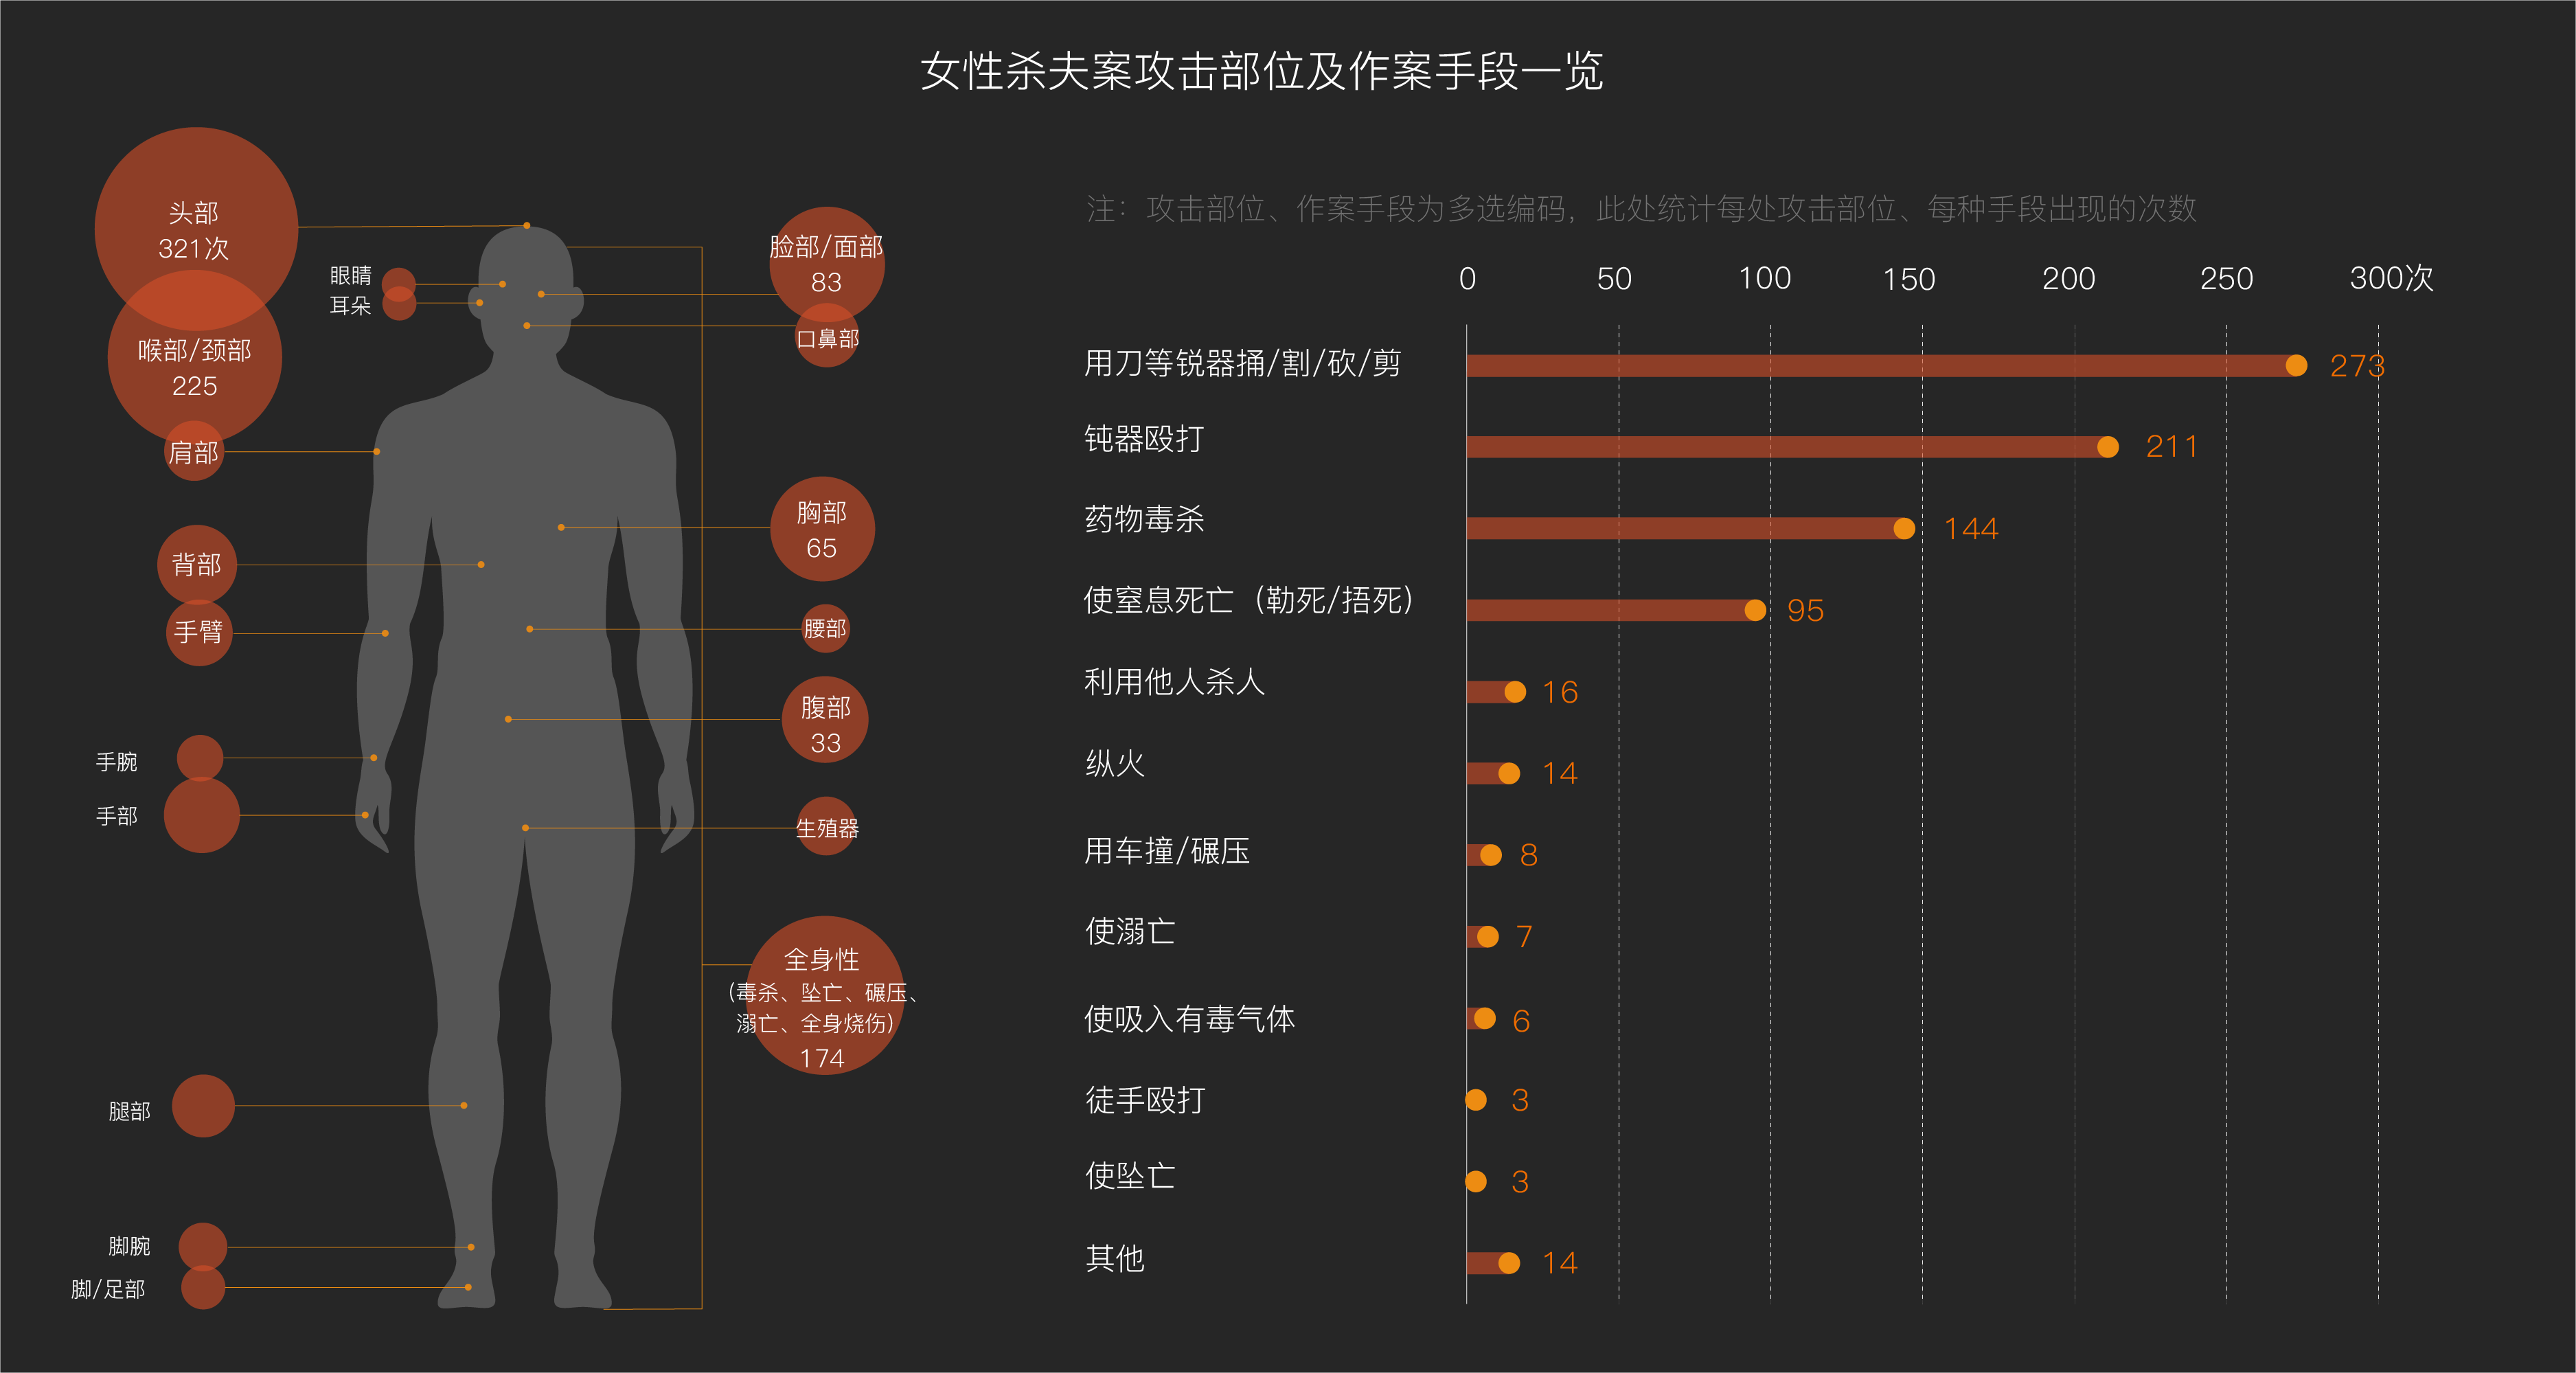 女性杀夫案攻击部位及作案手段一览
头部
321次
眼睛
耳朵
喉部/颈部
225
肩部
背部
手臂
手腕
手部
腿部
脚腕
脚/足部
脸部/面部
83
口鼻部
胸部
65
腰部
腹部
33
生殖器
全身性
(毒杀、坠亡、碾压、
溺亡、全身烧伤)
174
注：攻击部位、作案手段为多选编码，此处统计每处攻击部位、每种手段出现的次数
0 50 100 150 200 250 300次
用刀等锐器捅/割/砍/剪 273
钝器殴打 211
药物毒杀 144
使窒息死亡（勒死/捂死） 95
利用他人杀人 16
纵火 14
用车撞/碾压 8
使溺亡 7
使吸入有毒气体 6
徒手殴打 3
使坠亡 3
其他 14